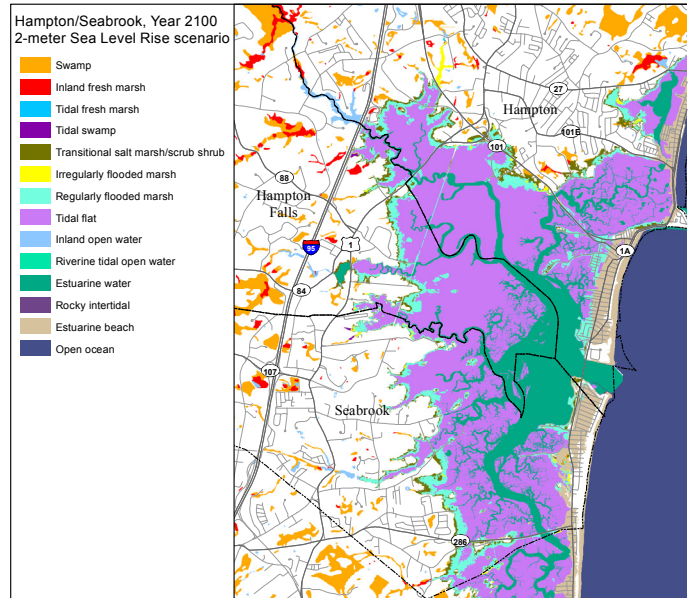 Hampton/Seabrook, Year 2100
2-meter Sea Level Rise scenario
Swamp
Inland fresh marsh
Tidal fresh marsh
Tidal swamp
Transitional salt marsh/scrub shrub
Irregularly flooded marsh
Regularly flooded marsh
Tidal flat
Inland open water
Riverine tidal open water
Estuarine water
Rocky intertidal
Estuarine beach
Open ocean
27
Hampton
101E
101
88
Hampton
Falls
1
95
1A
84
107
Seabrook
286